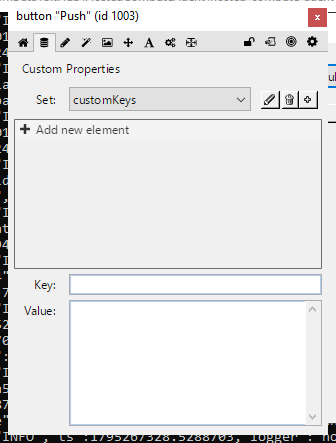 button "Push" (id 1003)
Custom Properties
Set: customKeys
Add new element
Key:
Value:
"INFO", "ts":1795267328.5288703, "logger":